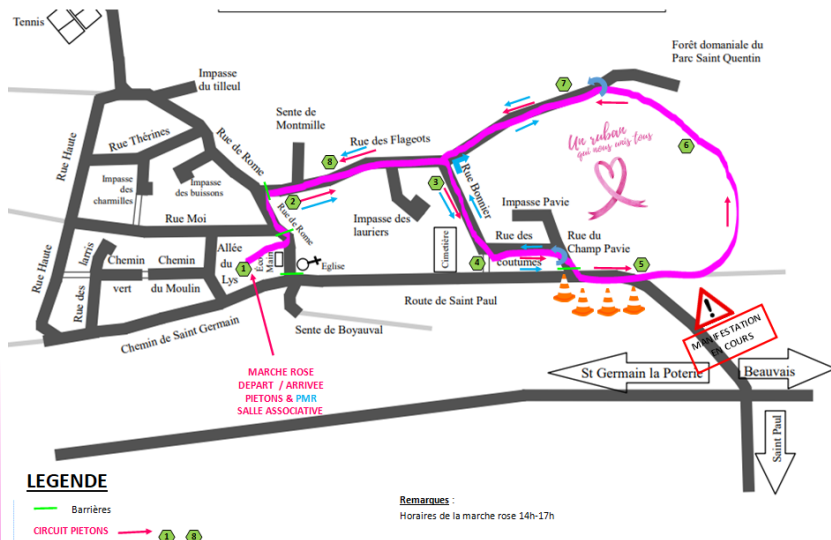 Tennis
Impasse
du tilleul
Forêt domaniale du
Parc Saint Quentin
7
Sente de
Montmille
Rue Thérines
Rue de Rome
Rue des Flageots
8
Un ruban
qui nous unis tous
6
Rue Haute
Impasse
des
charmilles
Impasse
des buissons
2
3
Rue Bonnier
Impasse Pavie
Rue Moi
Rue de Rome
Impasse des
lauriers
Cimetière
Rue des
coutumes
Rue du
Champ Pavie
4
5
Rue Haute
Rue des
larris
Chemin
vert
Chemin
du Moulin
Allée
du
Lys
1
Eglise
Route de Saint Paul
Chemin de Saint Germain
Sente de Boyauval
MANIFESTATION
EN COURS
MARCHE ROSE
DEPART / ARRIVEE
PIETONS & PMR
SALLE ASSOCIATIVE
St Germain la Poterie
Beauvais
Saint Paul
LEGENDE
Barrières
CIRCUIT PIETONS
1 8
Remarques :
Horaires de la marche rose 14h-17h